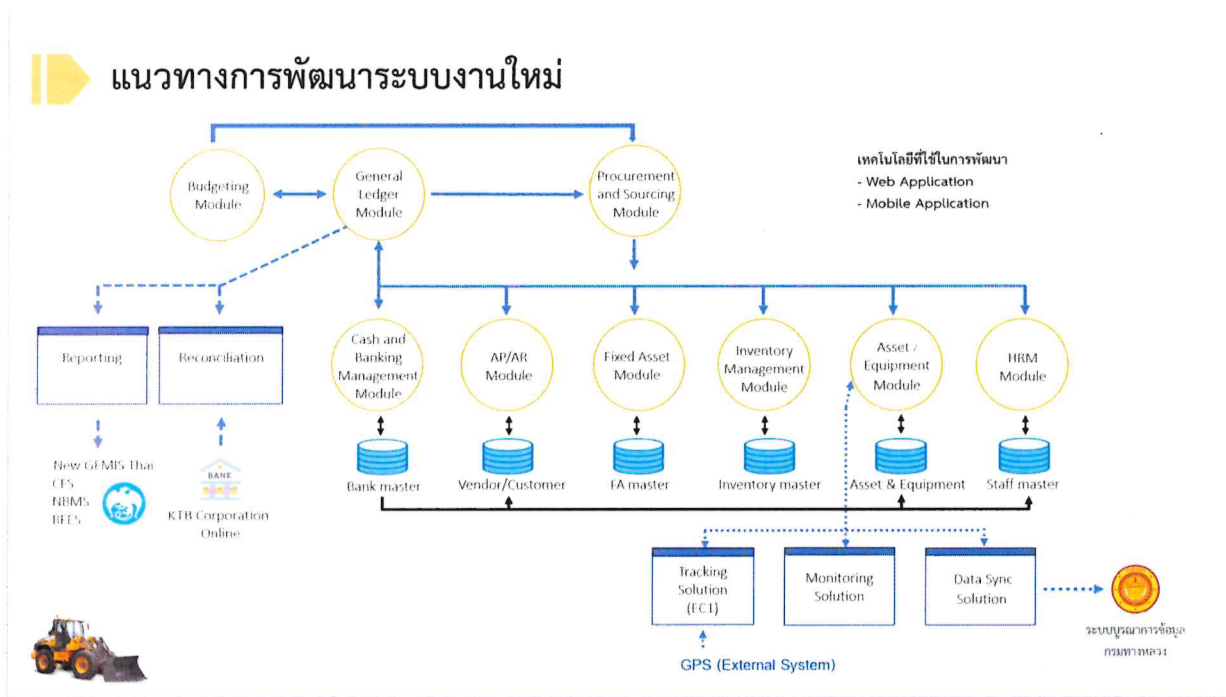 แนวทางการพัฒนาระบบงานใหม่
เทคโนโลยีที่ใช้ในการพัฒนา
- Web Application
- Mobile Application
Budgeting
Module
General
Ledger
Module
Procurement
and Sourcing
Module
Reporting
Reconciliation
Cash and
Banking
Management
Module
AP/AR
Module
Fixed Asset
Module
Inventory
Management
Module
Asset /
Equipment
Module
HRM
Module
New GFMIS Thai
CFS
NBMS
BFES
BANK
KTB Corporation
Online
Bank master
Vendor/Customer
FA master
Inventory master
Asset & Equipment
Staff master
Tracking
Solution
(EC1)
Monitoring
Solution
Data Sync
Solution
GPS (External System)
ระบบบูรณาการข้อมูล
กรมทางหลวง